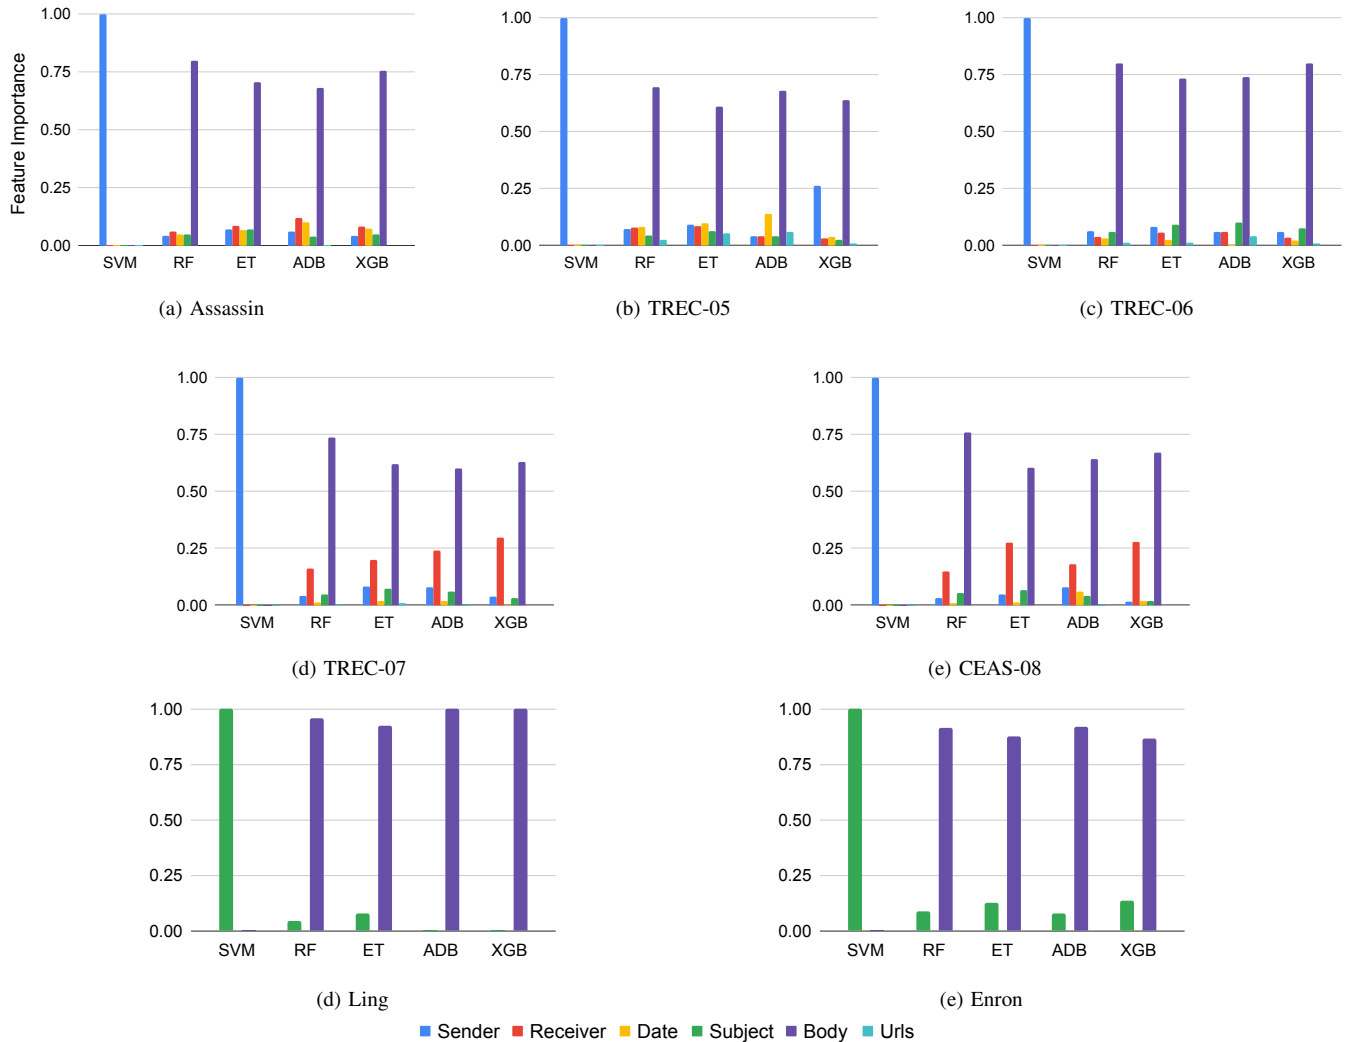 Feature Importance
1.00
0.75
0.50
0.25
0.00
SVM RF ET ADB XGB
(a) Assassin
1.00
0.75
0.50
0.25
0.00
SVM RF ET ADB XGB
(b) TREC-05
1.00
0.75
0.50
0.25
0.00
SVM RF ET ADB XGB
(c) TREC-06
1.00
0.75
0.50
0.25
0.00
SVM RF ET ADB XGB
(d) TREC-07
1.00
0.75
0.50
0.25
0.00
SVM RF ET ADB XGB
(e) CEAS-08
1.00
0.75
0.50
0.25
0.00
SVM RF ET ADB XGB
(d) Ling
1.00
0.75
0.50
0.25
0.00
SVM RF ET ADB XGB
(e) Enron
Sender Receiver Date Subject Body Urls